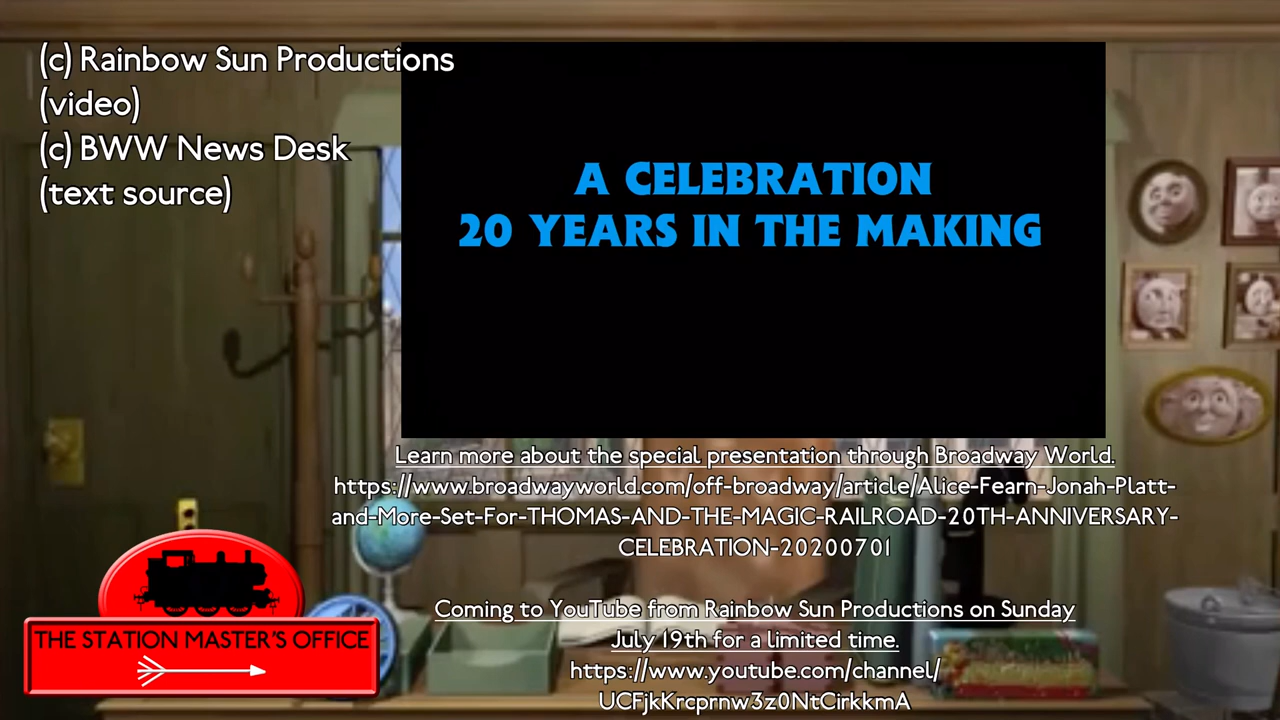 (c) Rainbow Sun Productions
(video)
(c) BWW News Desk
(text source)
A CELEBRATION
20 YEARS IN THE MAKING
Learn more about the special presentation through Broadway World.
https://www.broadwayworld.com/off-broadway/article/Alice-Fearn-Jonah-Platt-
and-More-Set-For-THOMAS-AND-THE-MAGIC-RAILROAD-20TH-ANNIVERSARY-
CELEBRATION-20200701
Coming to YouTube from Rainbow Sun Productions on Sunday
July 19th for a limited time.
https://www.youtube.com/channel/
UCFjkKrcprnw3z0NtCirkkmA
THE STATION MASTER'S OFFICE